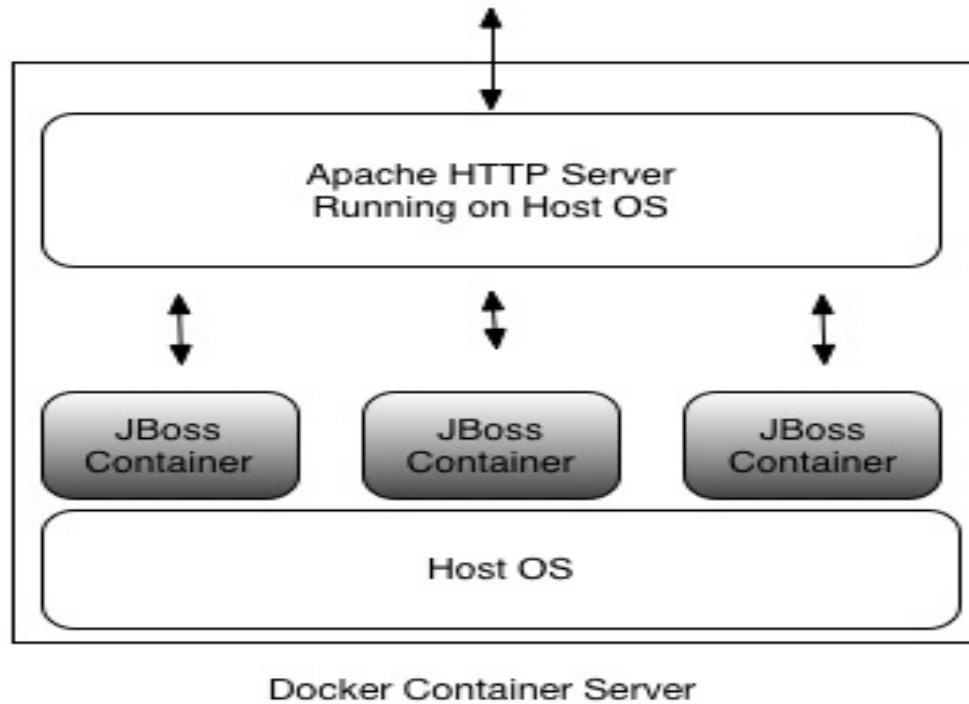 Apache HTTP Server
Running on Host OS
JBoss
Container
JBoss
Container
JBoss
Container
Host OS
Docker Container Server